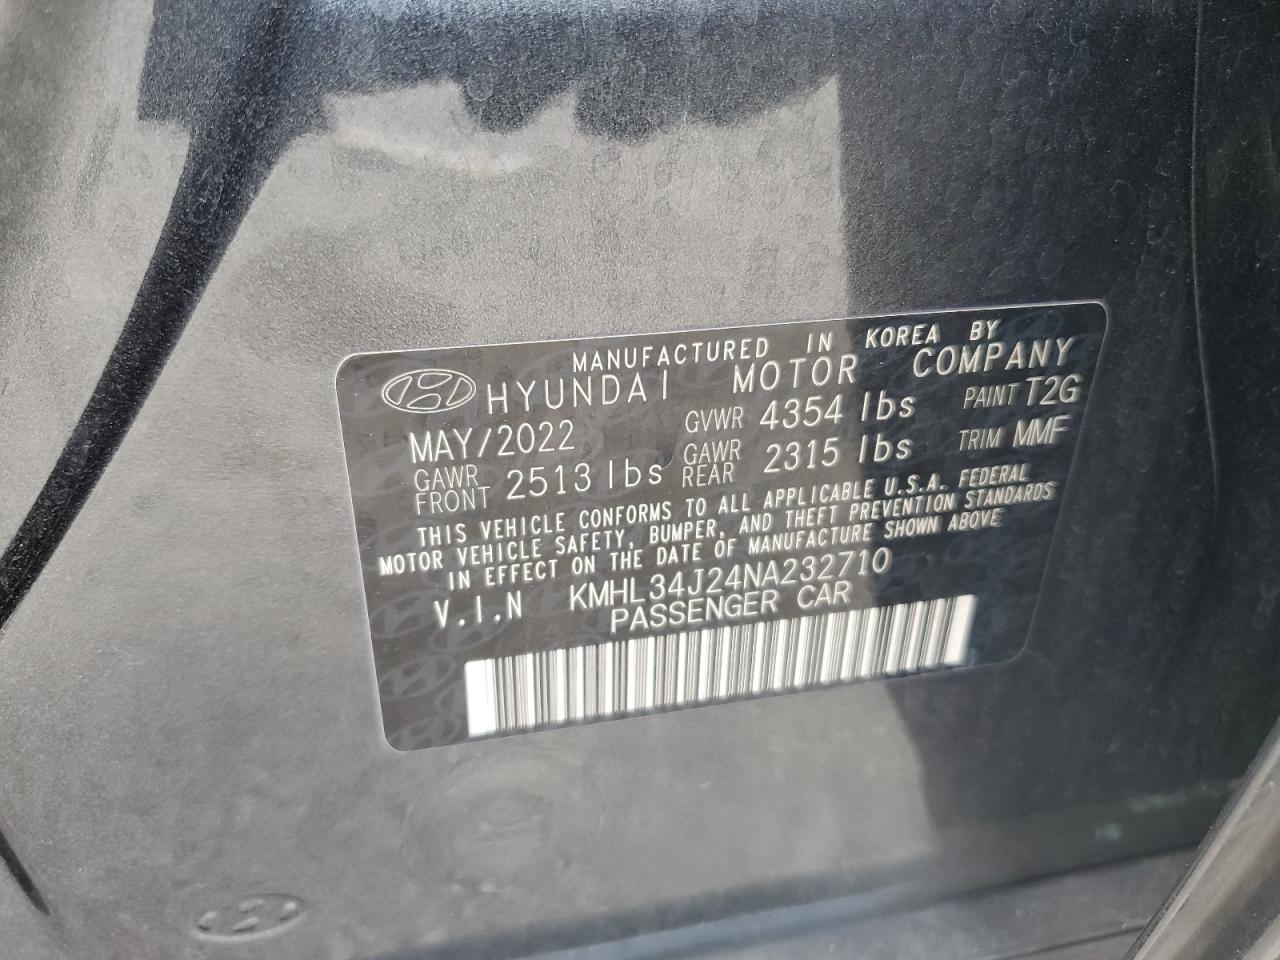 MANUFACTURED IN KOREA BY
HYUNDAI MOTOR COMPANY
MAY/2022 GVWR 4354 lbs PAINT T2G
GAWR FRONT 2513 lbs GAWR REAR 2315 lbs TRIM MMF
THIS VEHICLE CONFORMS TO ALL APPLICABLE U.S.A. FEDERAL
MOTOR VEHICLE SAFETY, BUMPER, AND THEFT PREVENTION STANDARDS
IN EFFECT ON THE DATE OF MANUFACTURE SHOWN ABOVE
V.I.N KMHL34J24NA232710
PASSENGER CAR